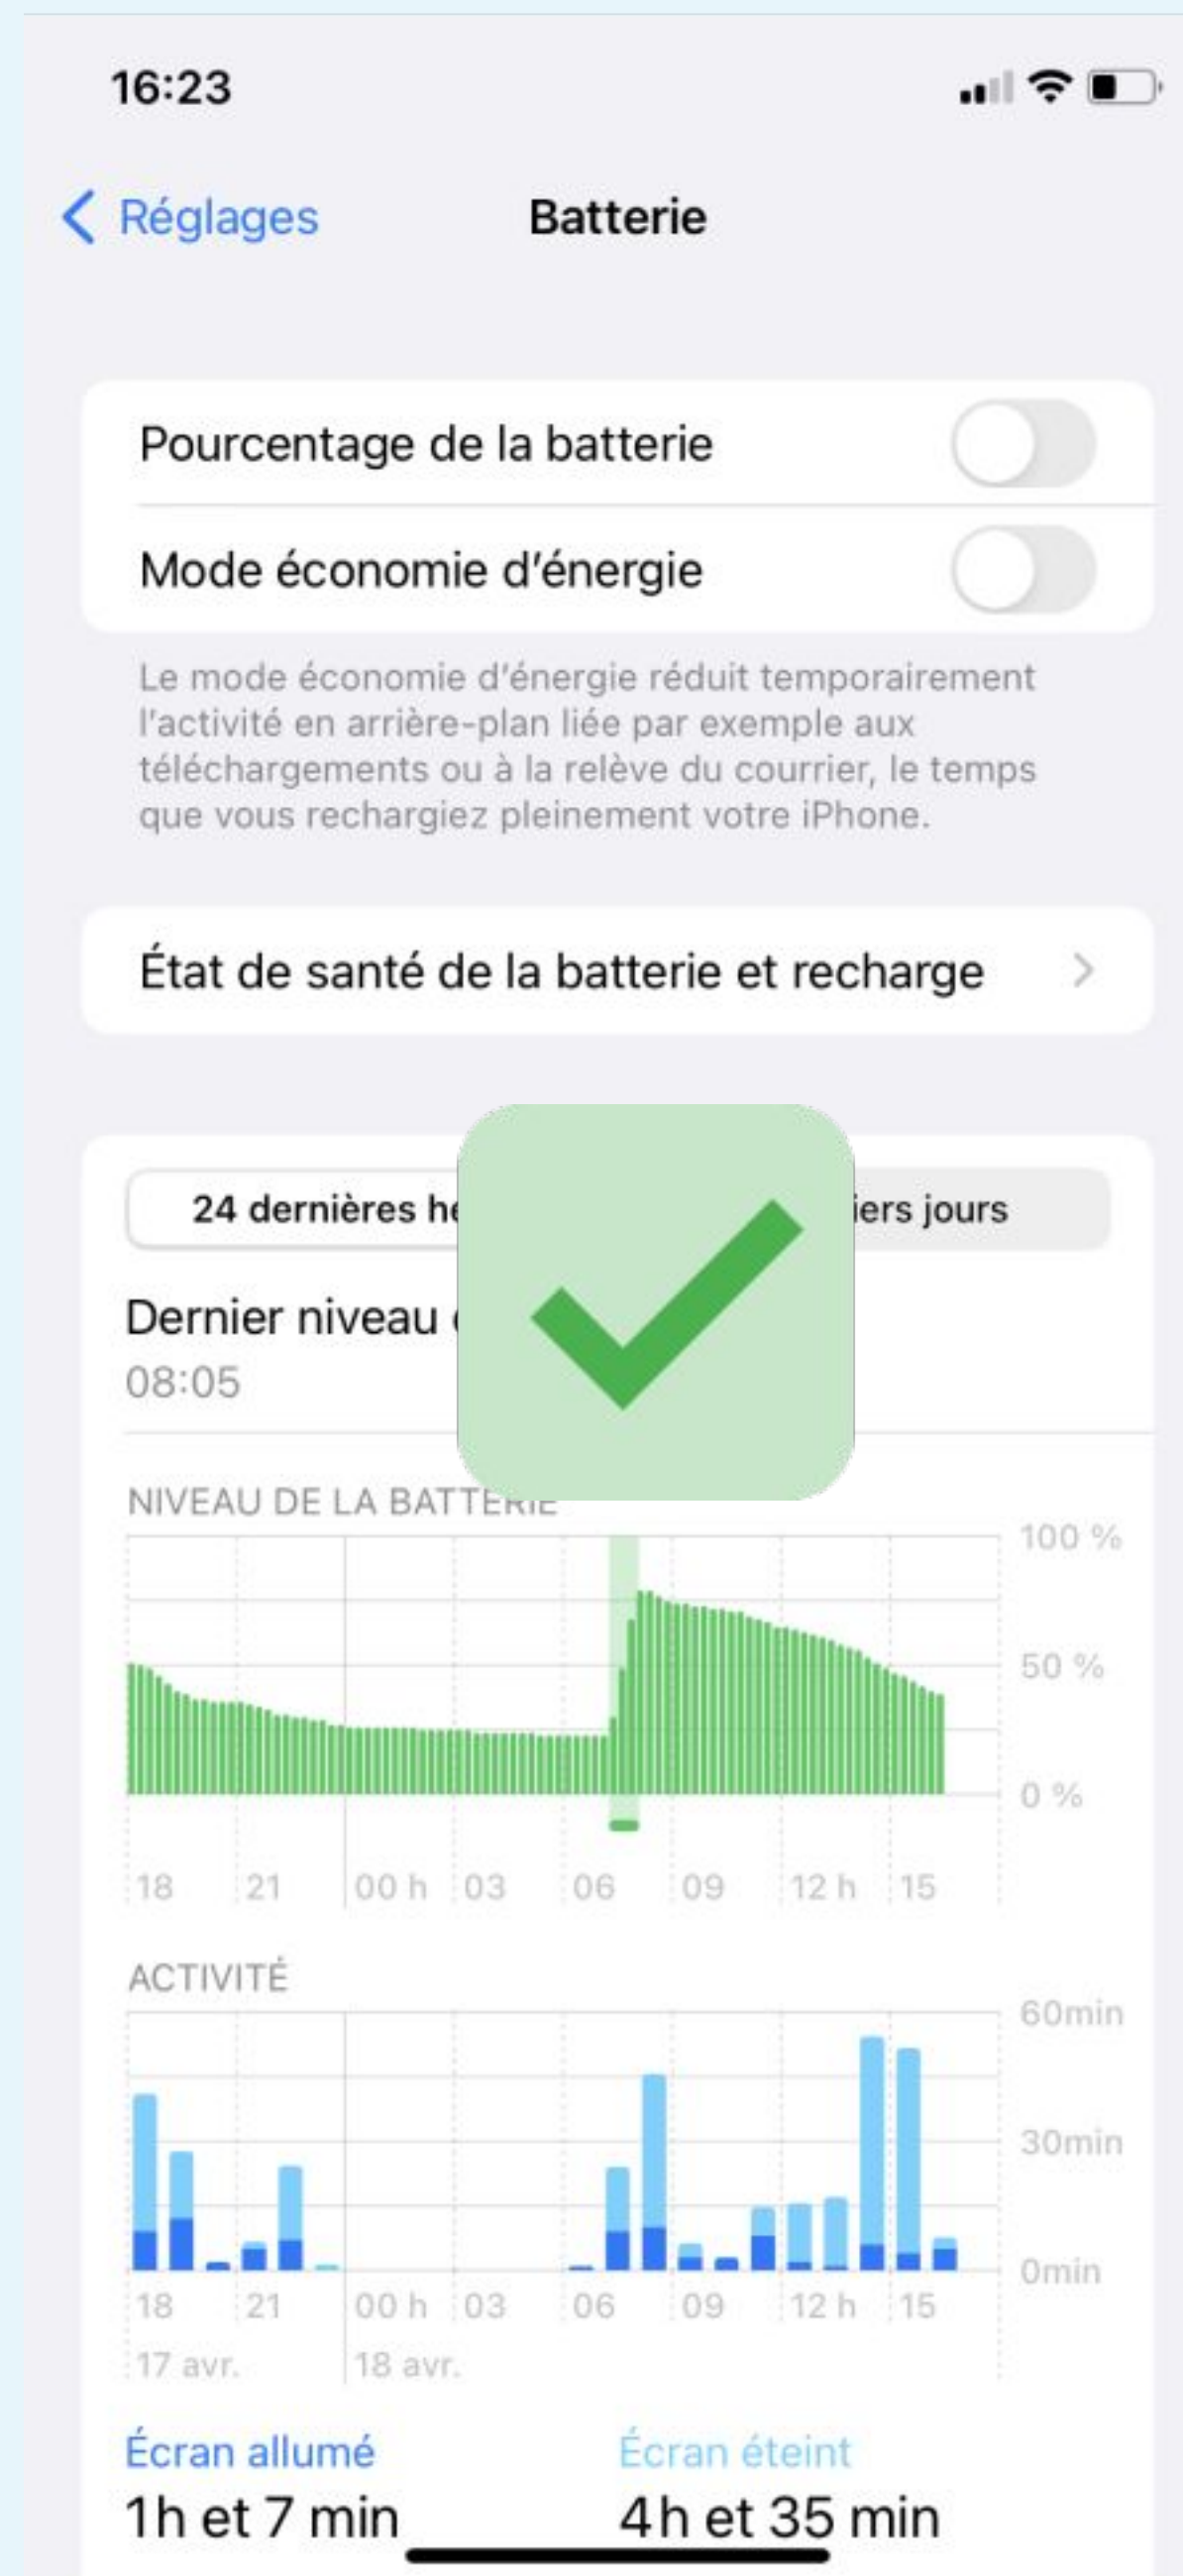 16:23
Réglages
Batterie
Pourcentage de la batterie
Mode économie d'énergie
Le mode économie d'énergie réduit temporairement
l'activité en arrière-plan liée par exemple aux
téléchargements ou à la relève du courrier, le temps
que vous rechargiez pleinement votre iPhone.
État de santé de la batterie et recharge
24 dernières
jours
Dernier niveau
08:05
NIVEAU DE LA BATTERIE
100 %
50 %
0 %
18 21 00 h 03 06 09 12 h 15
ACTIVITÉ
60min
30min
0min
18 21 00 h 03 06 09 12 h 15
17 avr. 18 avr.
Écran allumé Écran éteint
1 h et 7 min 4 h et 35 min